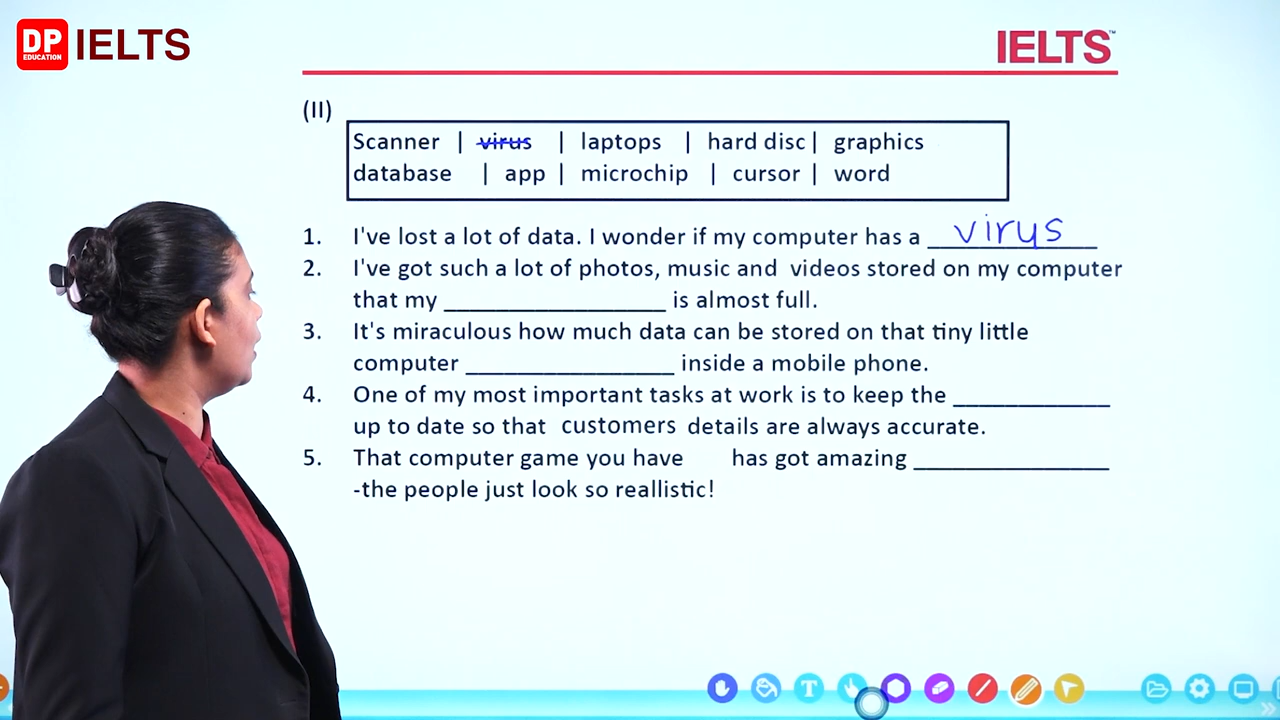 DP
EDUCATION
IELTS
IELTS™
(II)
Scanner | virus | laptops | hard disc | graphics
database | app | microchip | cursor | word
1. I've lost a lot of data. I wonder if my computer has a virus
2. I've got such a lot of photos, music and videos stored on my computer
that my ________________ is almost full.
3. It's miraculous how much data can be stored on that tiny little
computer ________________ inside a mobile phone.
4. One of my most important tasks at work is to keep the ____________
up to date so that customers details are always accurate.
5. That computer game you have has got amazing _______________
-the people just look so reallistic!